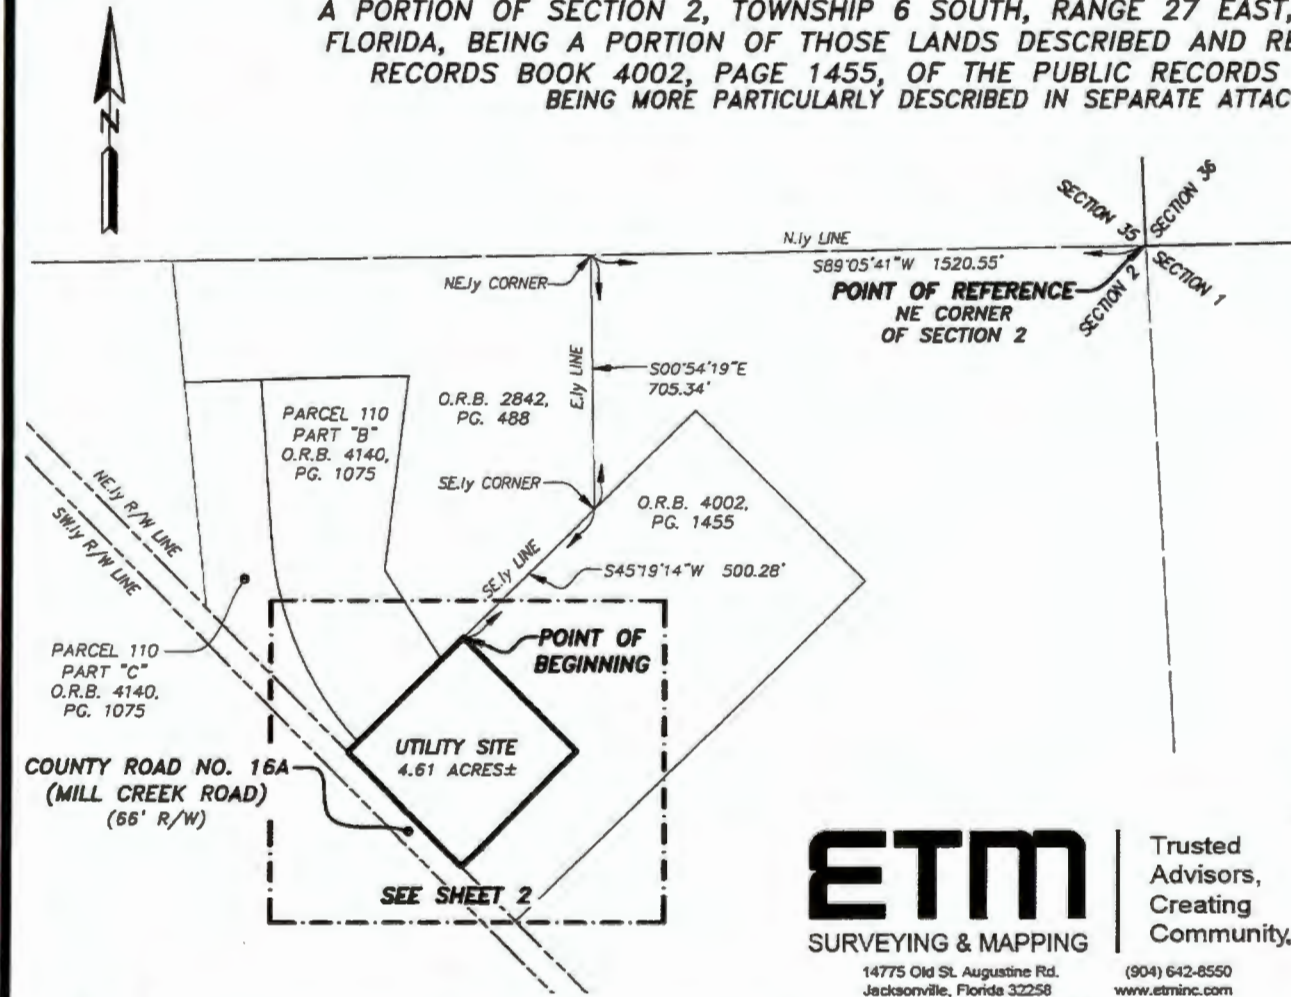 A PORTION OF SECTION 2, TOWNSHIP 6 SOUTH, RANGE 27 EAST,
FLORIDA, BEING A PORTION OF THOSE LANDS DESCRIBED AND RE
RECORDS BOOK 4002, PAGE 1455, OF THE PUBLIC RECORDS
BEING MORE PARTICULARLY DESCRIBED IN SEPARATE ATTAC
N
SECTION 35
SECTION 36
SECTION 2
SECTION 1
N.ly LINE
S89°05'41"W 1520.55'
POINT OF REFERENCE
NE CORNER
OF SECTION 2
NE.ly CORNER
E.ly LINE
S00°54'19"E
705.34'
O.R.B. 2842,
PG. 488
PARCEL 110
PART "B"
O.R.B. 4140,
PG. 1075
SE.ly CORNER
O.R.B. 4002,
PG. 1455
NE.ly R/W LINE
SW.ly R/W LINE
SE.ly LINE
S45°19'14"W 500.28'
POINT OF
BEGINNING
PARCEL 110
PART "C"
O.R.B. 4140,
PG. 1075
UTILITY SITE
4.61 ACRES±
COUNTY ROAD NO. 16A
(MILL CREEK ROAD)
(66' R/W)
SEE SHEET 2
ETM
SURVEYING & MAPPING
Trusted
Advisors,
Creating
Community.
14775 Old St. Augustine Rd.
Jacksonville, Florida 32258
(904) 642-8550
www.etminc.com